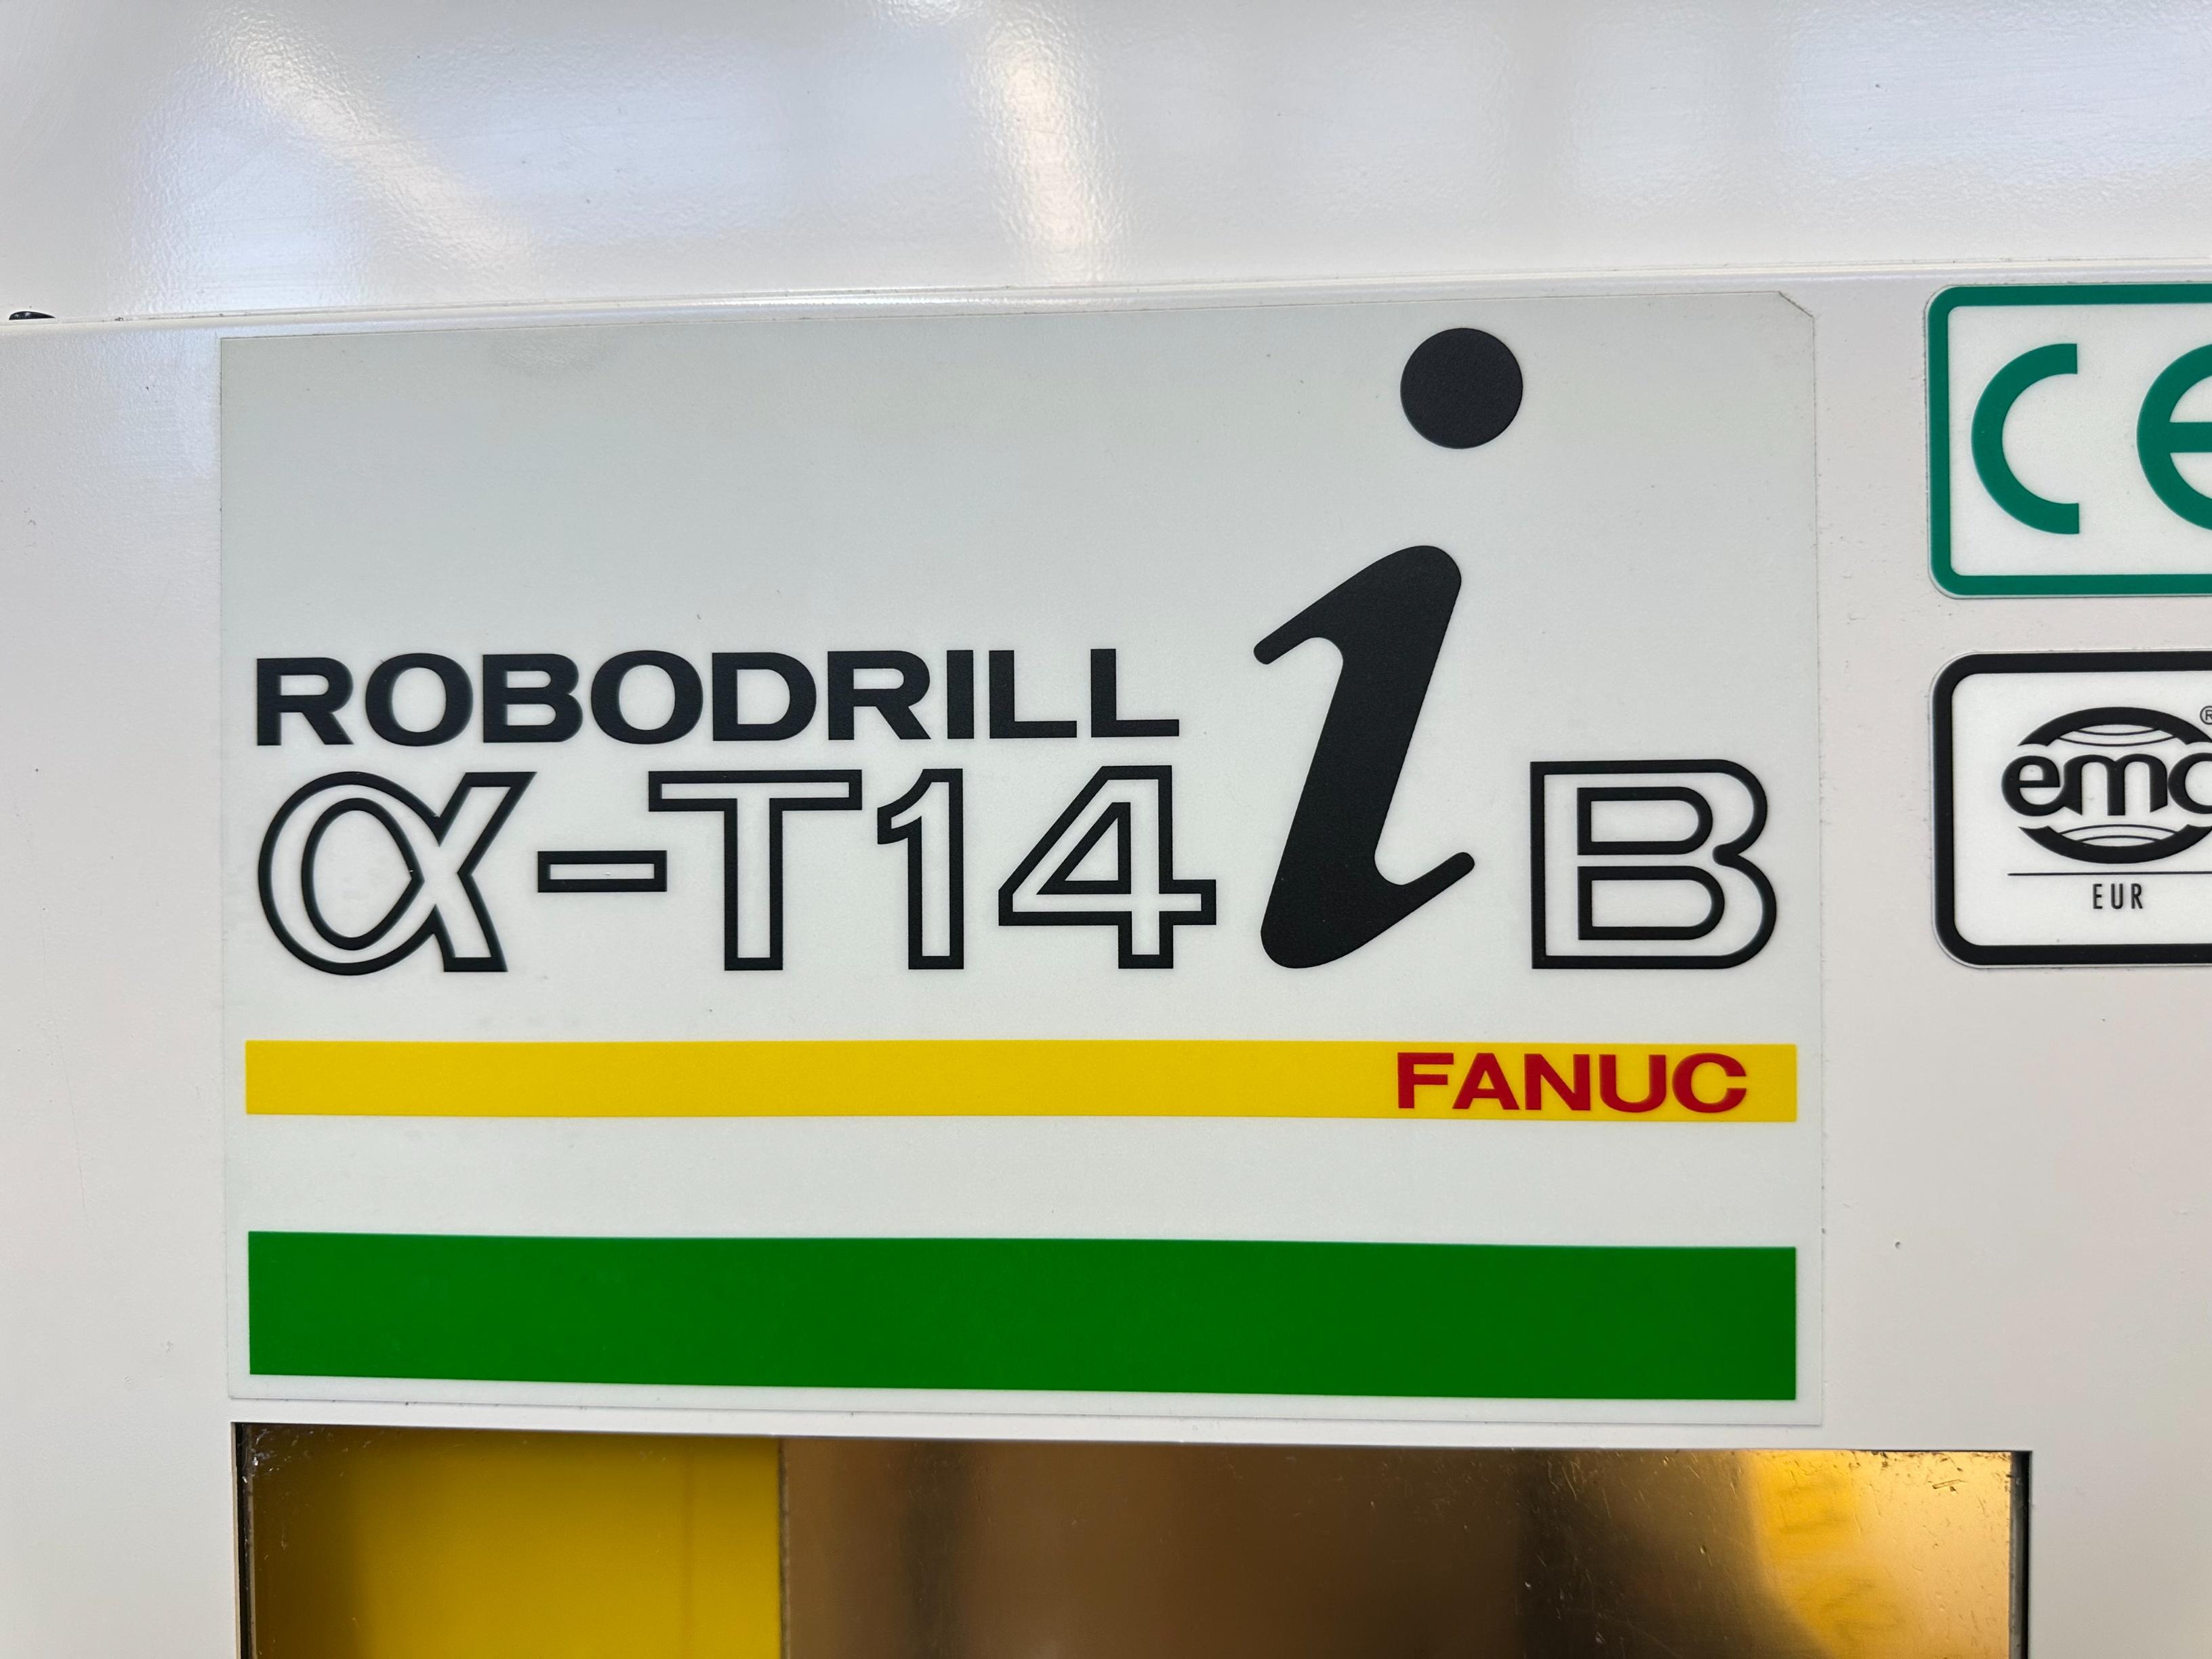 ROBODRILL
α-T14iB
FANUC
CE
emc
®
EUR